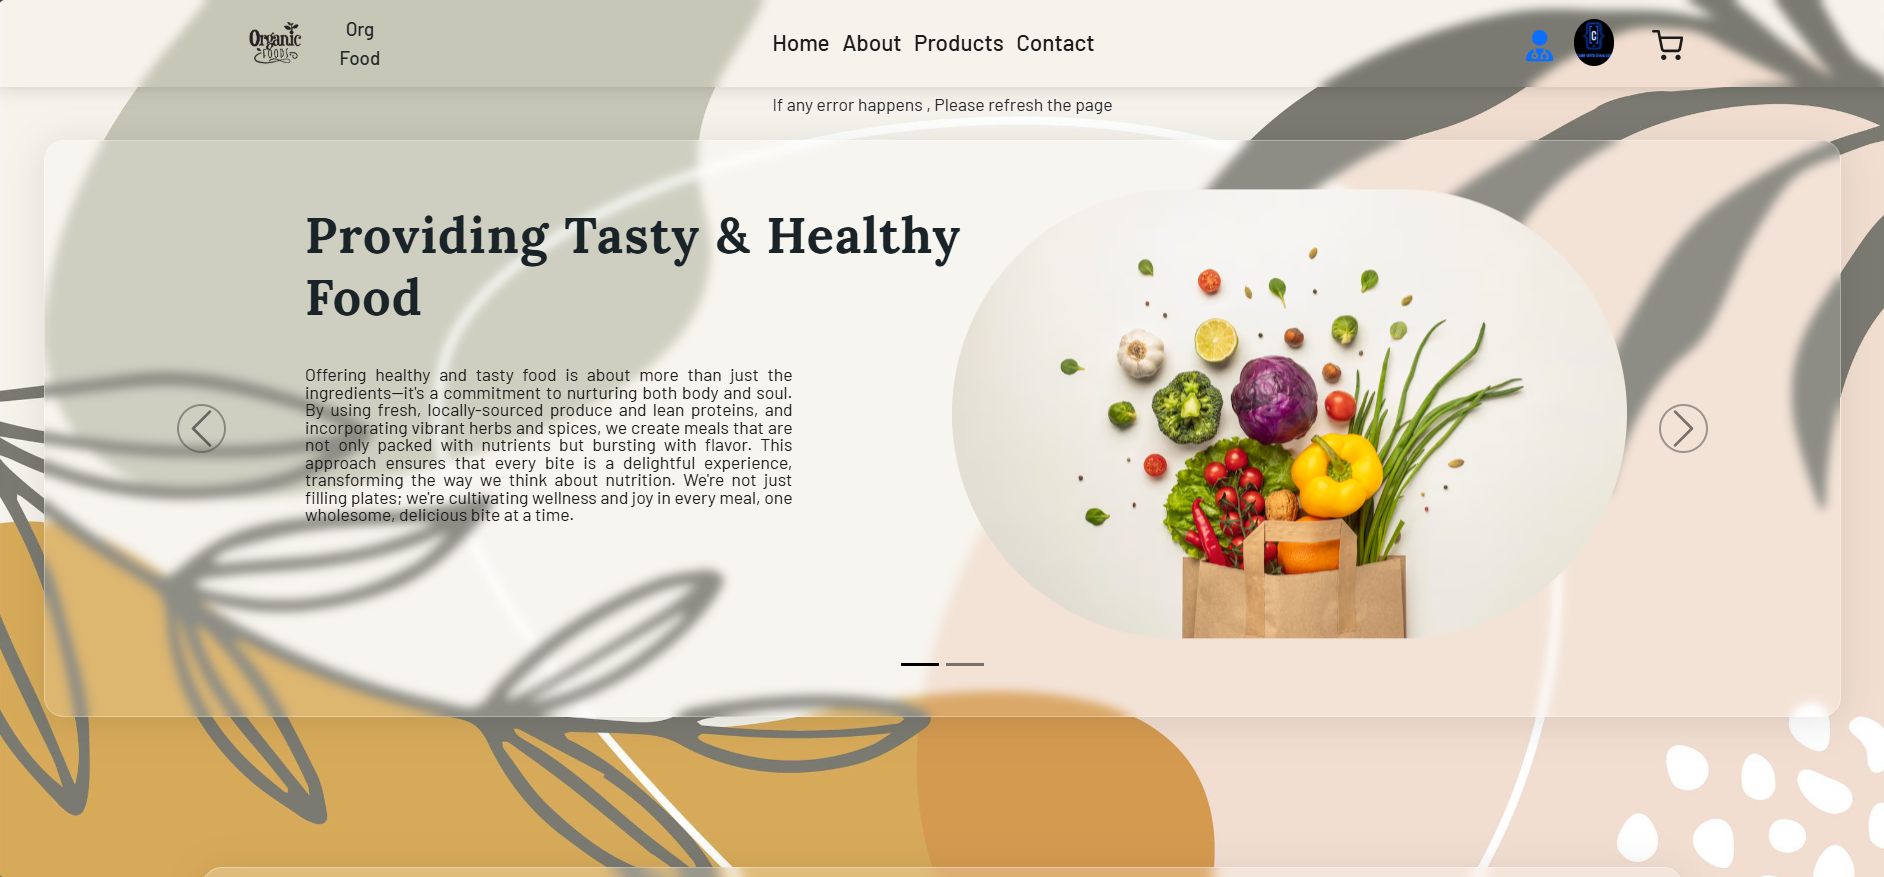 Organic
FOODS
Org
Food
Home About Products Contact
If any error happens , Please refresh the page
Providing Tasty & Healthy
Food
Offering healthy and tasty food is about more than just the
ingredients—it's a commitment to nurturing both body and soul.
By using fresh, locally-sourced produce and lean proteins, and
incorporating vibrant herbs and spices, we create meals that are
not only packed with nutrients but bursting with flavor. This
approach ensures that every bite is a delightful experience,
transforming the way we think about nutrition. We're not just
filling plates; we're cultivating wellness and joy in every meal, one
wholesome, delicious bite at a time.